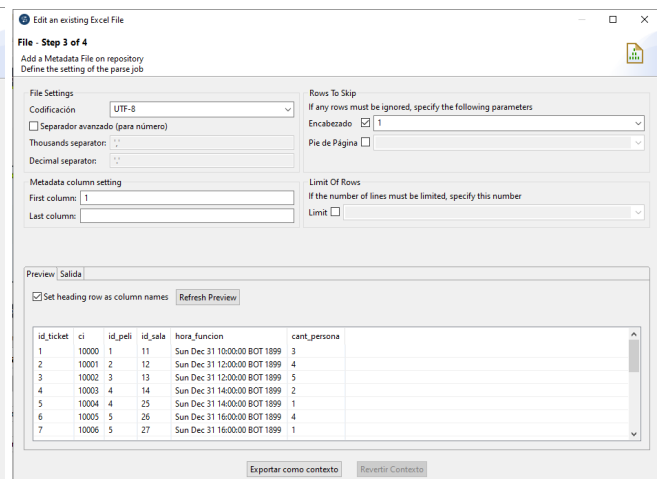 Edit an existing Excel File
File - Step 3 of 4
Add a Metadata File on repository
Define the setting of the parse job
File Settings
Codificación UTF-8
Separador avanzado (para número)
Thousands separator: ','
Decimal separator: '.'
Rows To Skip
If any rows must be ignored, specify the following parameters
Encabezado 1
Pie de Página
Metadata column setting
First column: 1
Last column:
Limit Of Rows
If the number of lines must be limited, specify this number
Limit
Preview Salida
Set heading row as column names Refresh Preview
id_ticket ci id_peli id_sala hora_funcion cant_persona
1 10000 1 11 Sun Dec 31 10:00:00 BOT 1899 3
2 10001 2 12 Sun Dec 31 12:00:00 BOT 1899 4
3 10002 3 13 Sun Dec 31 12:00:00 BOT 1899 5
4 10003 4 14 Sun Dec 31 14:00:00 BOT 1899 2
5 10004 4 25 Sun Dec 31 14:00:00 BOT 1899 1
6 10005 5 26 Sun Dec 31 16:00:00 BOT 1899 4
7 10006 5 27 Sun Dec 31 16:00:00 BOT 1899 1
Exportar como contexto Revertir Contexto